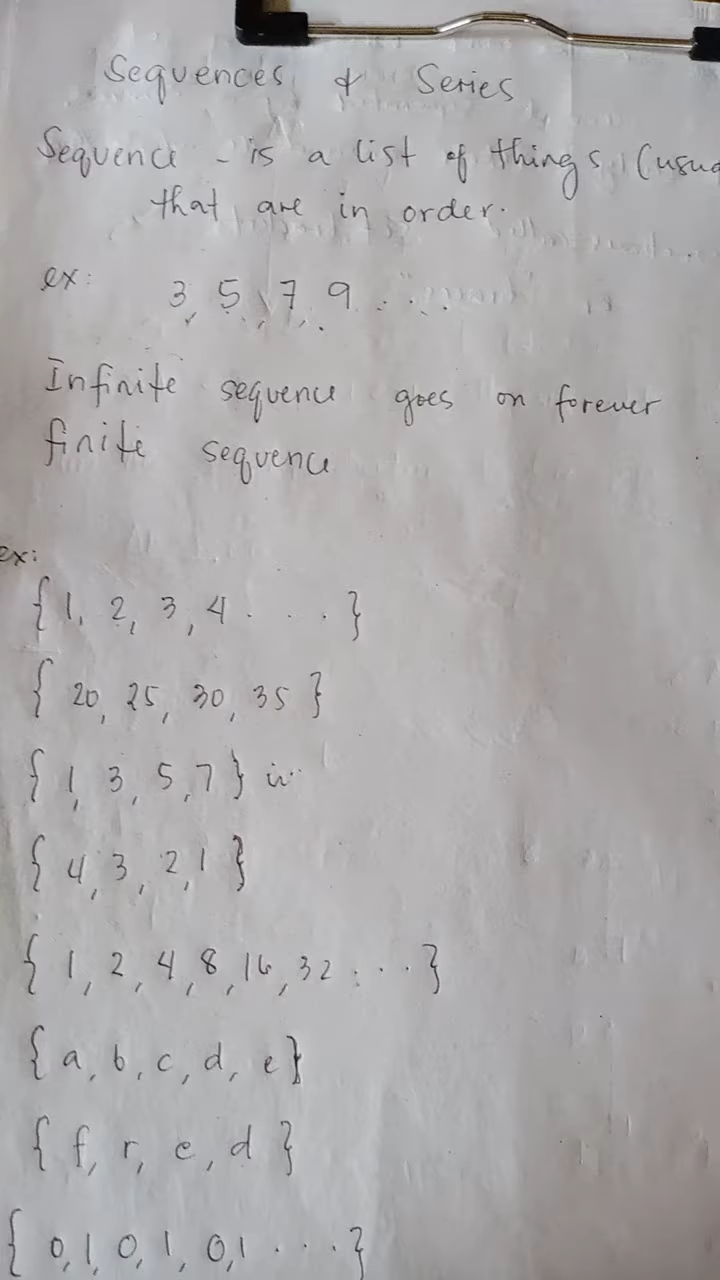 Sequences & Series
Sequence - is a list of things (usua
that are in order.
ex: 3, 5, 7, 9 . . .
Infinite sequence goes on forever
finite sequence
ex:
{ 1, 2, 3, 4 . . . }
{ 20, 25, 30, 35 }
{ 1, 3, 5, 7 }
{ 4, 3, 2, 1 }
{ 1, 2, 4, 8, 16, 32 . . . }
{ a, b, c, d, e }
{ f, r, e, d }
{ 0, 1, 0, 1, 0, 1 . . . }